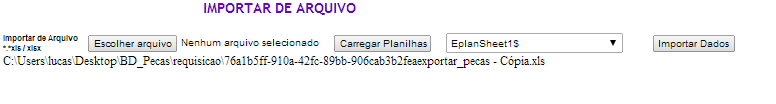 IMPORTAR DE ARQUIVO
Importar de Arquivo
*.*xls / xlsx
Escolher arquivo Nenhum arquivo selecionado Carregar Planilhas EplanSheet1$ Importar Dados
C:\Users\lucas\Desktop\BD_Pecas\requisicao\76a1b5ff-910a-42fc-89bb-906cab3b2feaexportar_pecas - Cópia.xls